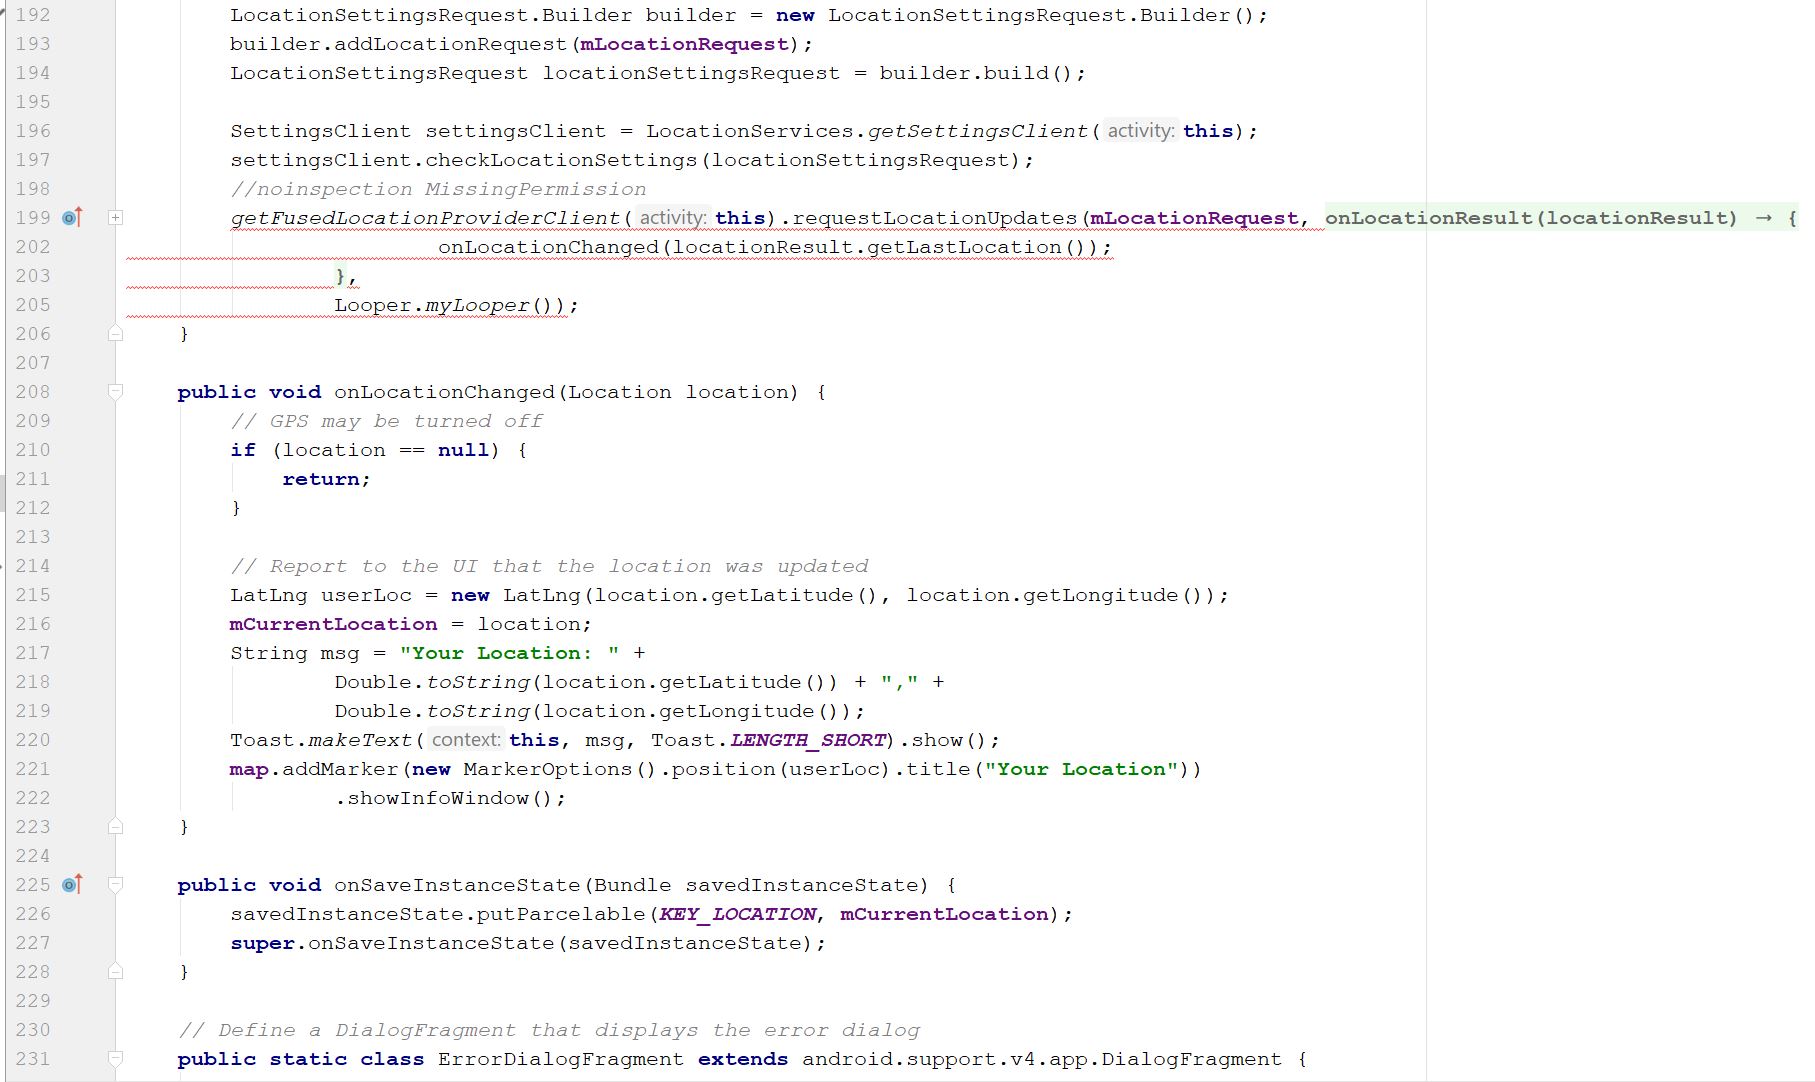 192 LocationSettingsRequest.Builder builder = new LocationSettingsRequest.Builder();
193 builder.addLocationRequest(mLocationRequest);
194 LocationSettingsRequest locationSettingsRequest = builder.build();
195
196 SettingsClient settingsClient = LocationServices.getSettingsClient( activity: this);
197 settingsClient.checkLocationSettings(locationSettingsRequest);
198 //noinspection MissingPermission
199 getFusedLocationProviderClient( activity: this).requestLocationUpdates(mLocationRequest, onLocationResult(locationResult) → {
202 onLocationChanged(locationResult.getLastLocation());
203 },
205 Looper.myLooper());
206 }
207
208 public void onLocationChanged(Location location) {
209 // GPS may be turned off
210 if (location == null) {
211 return;
212 }
213
214 // Report to the UI that the location was updated
215 LatLng userLoc = new LatLng(location.getLatitude(), location.getLongitude());
216 mCurrentLocation = location;
217 String msg = "Your Location: " +
218 Double.toString(location.getLatitude()) + "," +
219 Double.toString(location.getLongitude());
220 Toast.makeText( context: this, msg, Toast.LENGTH_SHORT).show();
221 map.addMarker(new MarkerOptions().position(userLoc).title("Your Location"))
222 .showInfoWindow();
223 }
224
225 public void onSaveInstanceState(Bundle savedInstanceState) {
226 savedInstanceState.putParcelable(KEY_LOCATION, mCurrentLocation);
227 super.onSaveInstanceState(savedInstanceState);
228 }
229
230 // Define a DialogFragment that displays the error dialog
231 public static class ErrorDialogFragment extends android.support.v4.app.DialogFragment {